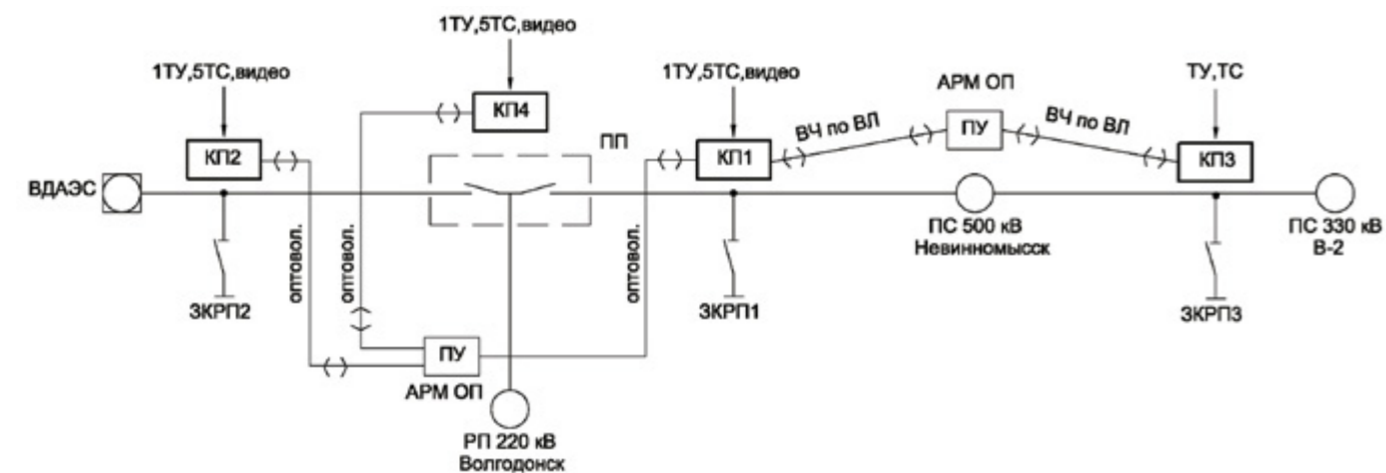 1ТУ,5ТС,видео
1ТУ,5ТС,видео
1ТУ,5ТС,видео
ТУ,ТС
АРМ ОП
КП4
ПП
ВЧ по ВЛ
ПУ
ВЧ по ВЛ
КП2
КП1
КП3
ВДАЭС
ПС 500 кВ
Невинномысск
ПС 330 кВ
В-2
оптовол.
оптовол.
оптовол.
ЗКРП2
ЗКРП1
ЗКРП3
ПУ
АРМ ОП
РП 220 кВ
Волгодонск